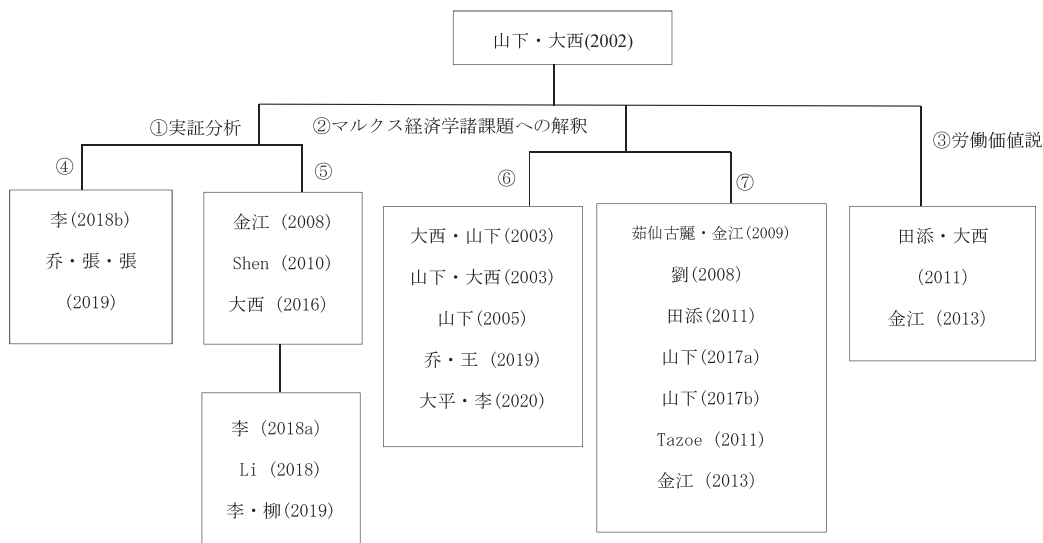 山下・大西(2002)
①実証分析
②マルクス経済学諸課題への解釈
③労働価値説
④
⑤
⑥
⑦
李(2018b)
乔・張・張
(2019)
金江 (2008)
Shen (2010)
大西 (2016)
李 (2018a)
Li (2018)
李・柳(2019)
大西・山下(2003)
山下・大西(2003)
山下(2005)
乔・王 (2019)
大平・李(2020)
茹仙古麗・金江(2009)
劉(2008)
田添(2011)
山下(2017a)
山下(2017b)
Tazoe (2011)
金江 (2013)
田添・大西
(2011)
金江 (2013)